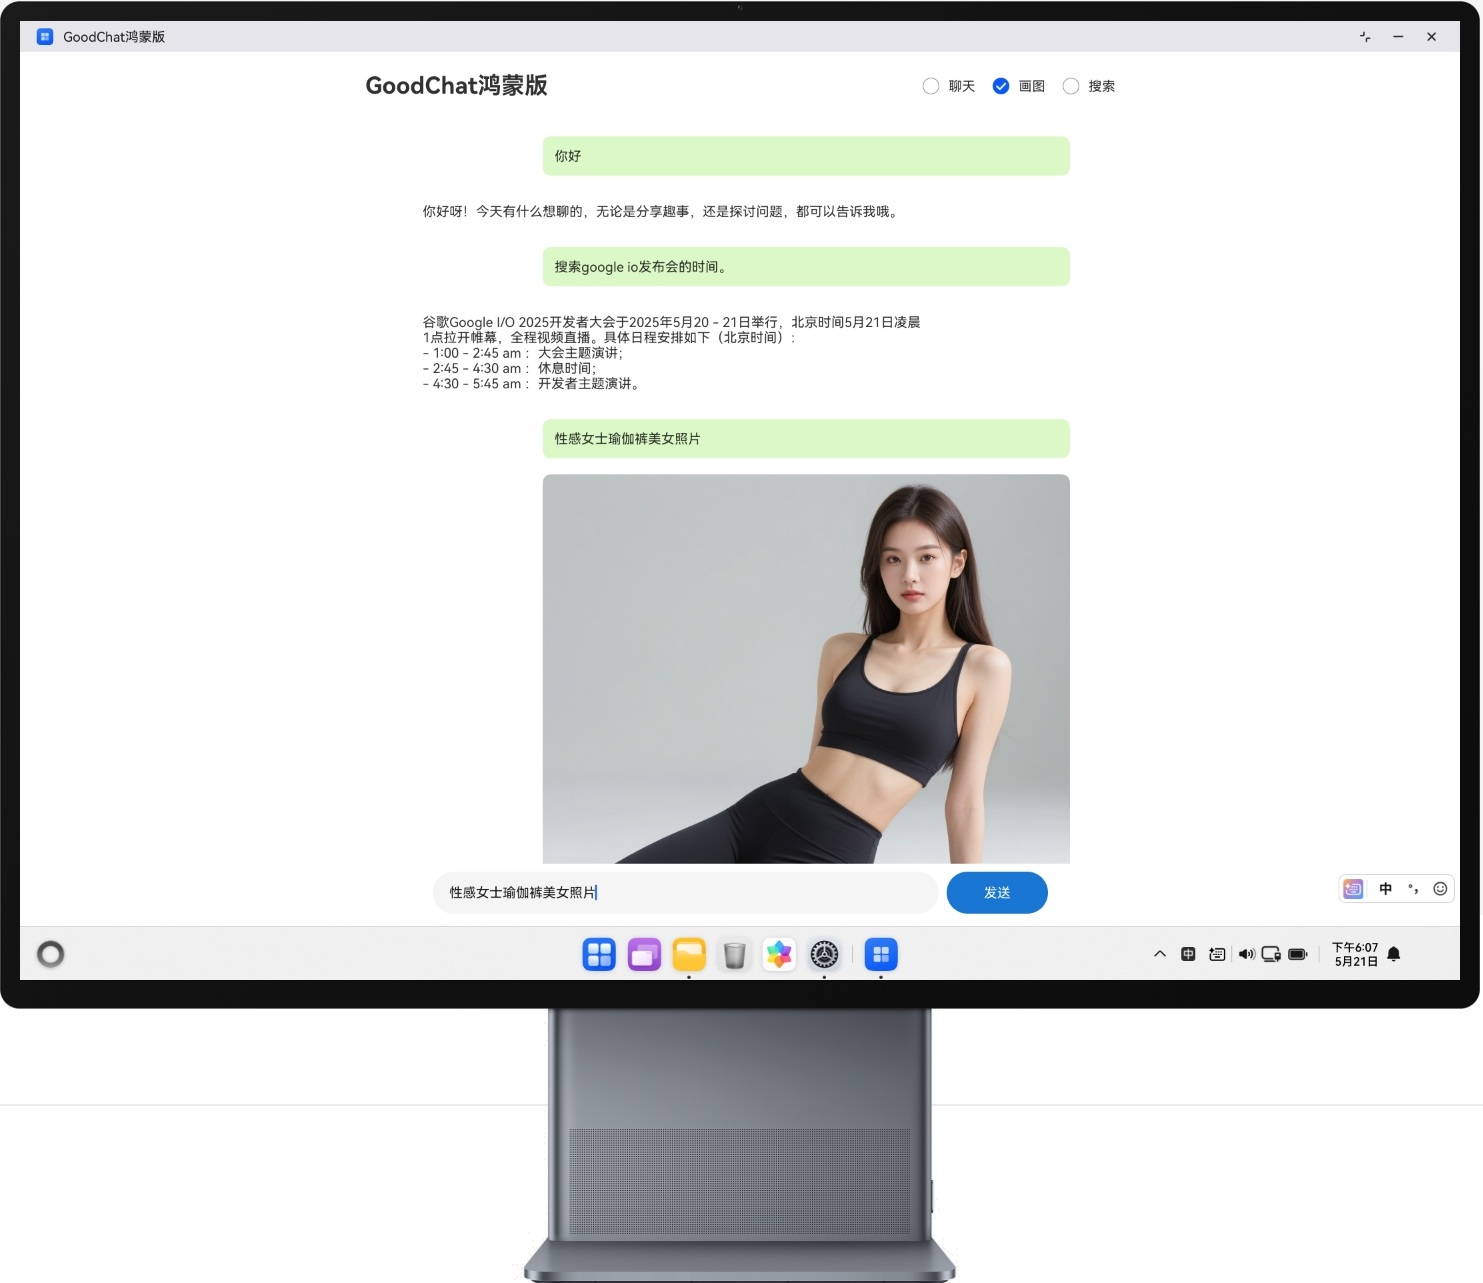 GoodChat鸿蒙版
GoodChat鸿蒙版
聊天 画图 搜索
你好
你好呀！今天有什么想聊的，无论是分享趣事，还是探讨问题，都可以告诉我哦。
搜索google io发布会的时间。
谷歌Google I/O 2025开发者大会于2025年5月20 - 21日举行，北京时间5月21日凌晨
1点拉开帷幕，全程视频直播。具体日程安排如下（北京时间）:
- 1:00 - 2:45 am： 大会主题演讲；
- 2:45 - 4:30 am： 休息时间；
- 4:30 - 5:45 am： 开发者主题演讲。
性感女士瑜伽裤美女照片
性感女士瑜伽裤美女照片
发送
中 °,
中
下午6:07
5月21日